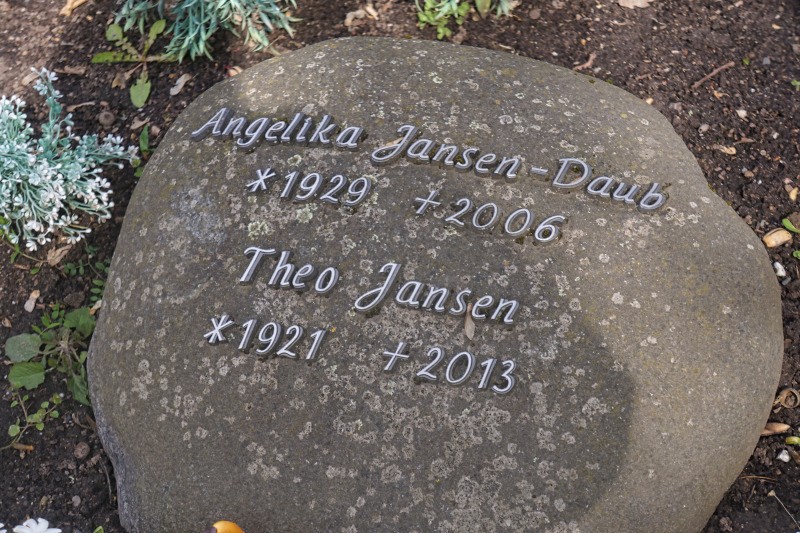 Angelika Jansen-Daub
*1929 +2006
Theo Jansen
*1921 +2013